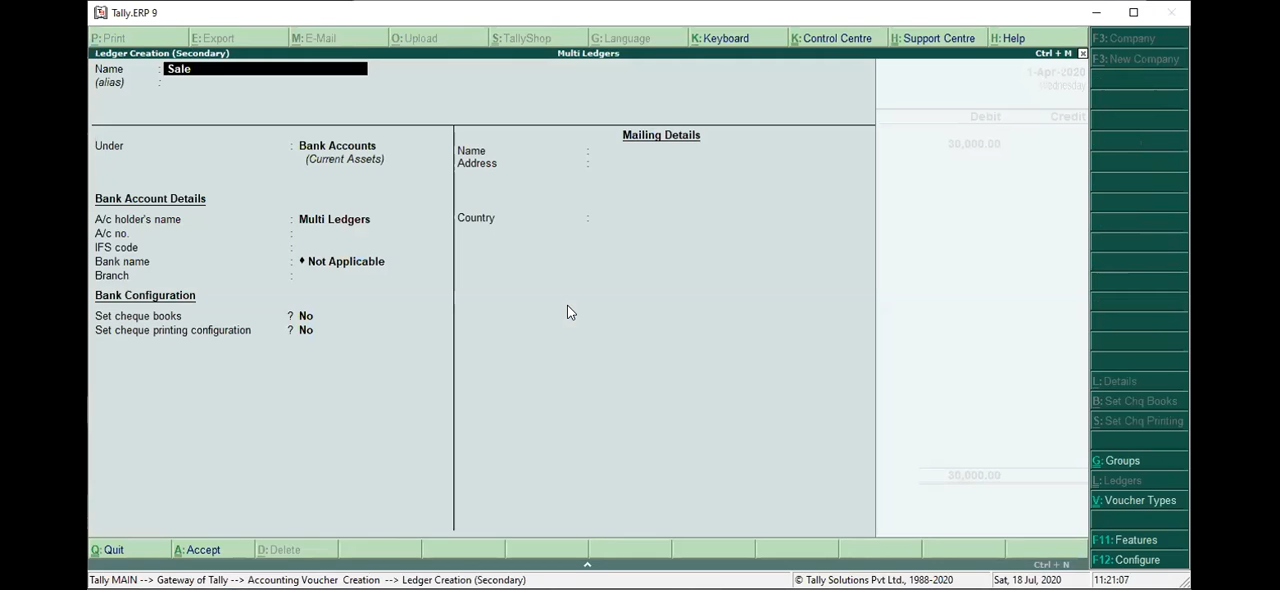 Tally.ERP 9
P: Print E: Export M: E-Mail O: Upload S: TallyShop G: Language K: Keyboard K: Control Centre H: Support Centre H: Help F3: Company
Ledger Creation (Secondary) Multi Ledgers Ctrl + M
F3: New Company
Name : Sale
(alias) :
1-Apr-2020
Wednesday
Debit Credit
Under : Bank Accounts
(Current Assets)
30,000.00
Mailing Details
Name :
Address :
Country :
Bank Account Details
A/c holder's name : Multi Ledgers
A/c no. :
IFS code :
Bank name : ♦ Not Applicable
Branch :
Bank Configuration
Set cheque books ? No
Set cheque printing configuration ? No
30,000.00
L: Details
B: Set Chq Books
S: Set Chq Printing
G: Groups
L: Ledgers
V: Voucher Types
F11: Features
F12: Configure
Q: Quit A: Accept D: Delete
Ctrl + N
Tally MAIN --> Gateway of Tally --> Accounting Voucher Creation --> Ledger Creation (Secondary) © Tally Solutions Pvt Ltd., 1988-2020 Sat, 18 Jul, 2020 11:21:07